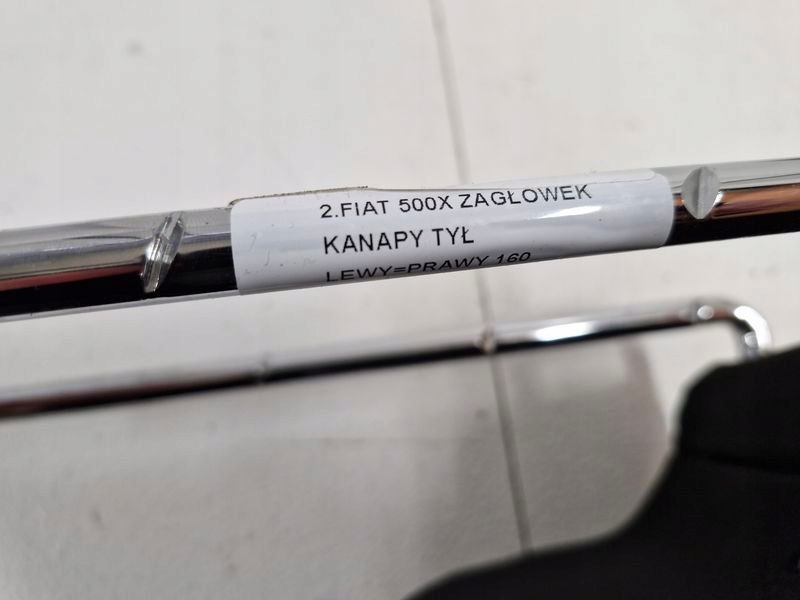 2.FIAT 500X ZAGŁOWEK
KANAPY TYŁ
LEWY=PRAWY 160